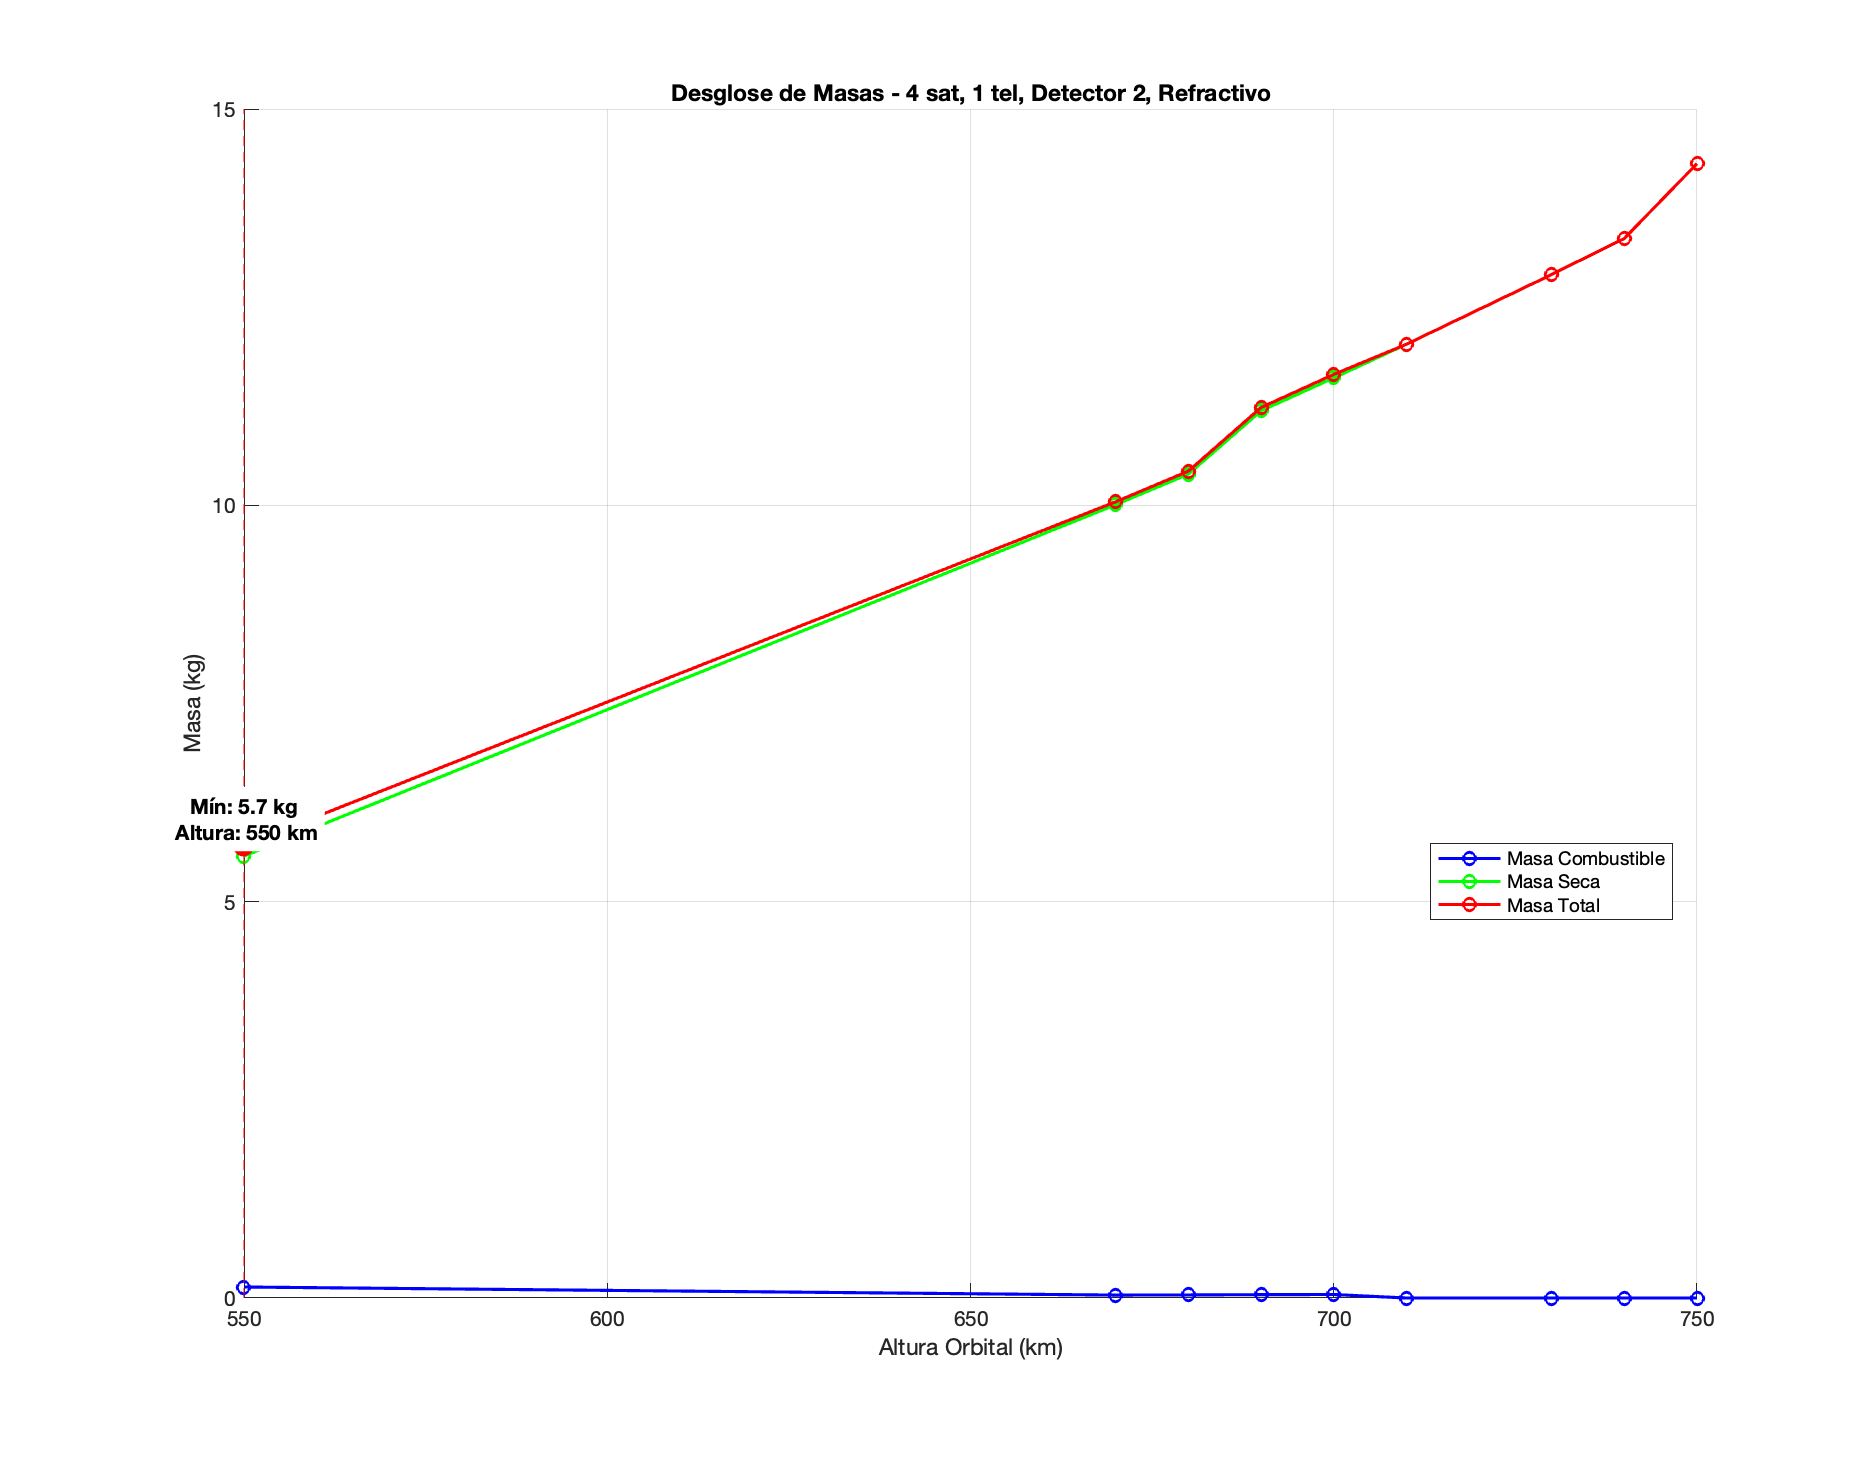 Desglose de Masas - 4 sat, 1 tel, Detector 2, Refractivo
15
10
5
0
Masa (kg)
Mín: 5.7 kg
Altura: 550 km
Masa Combustible
Masa Seca
Masa Total
550 600 650 700 750
Altura Orbital (km)